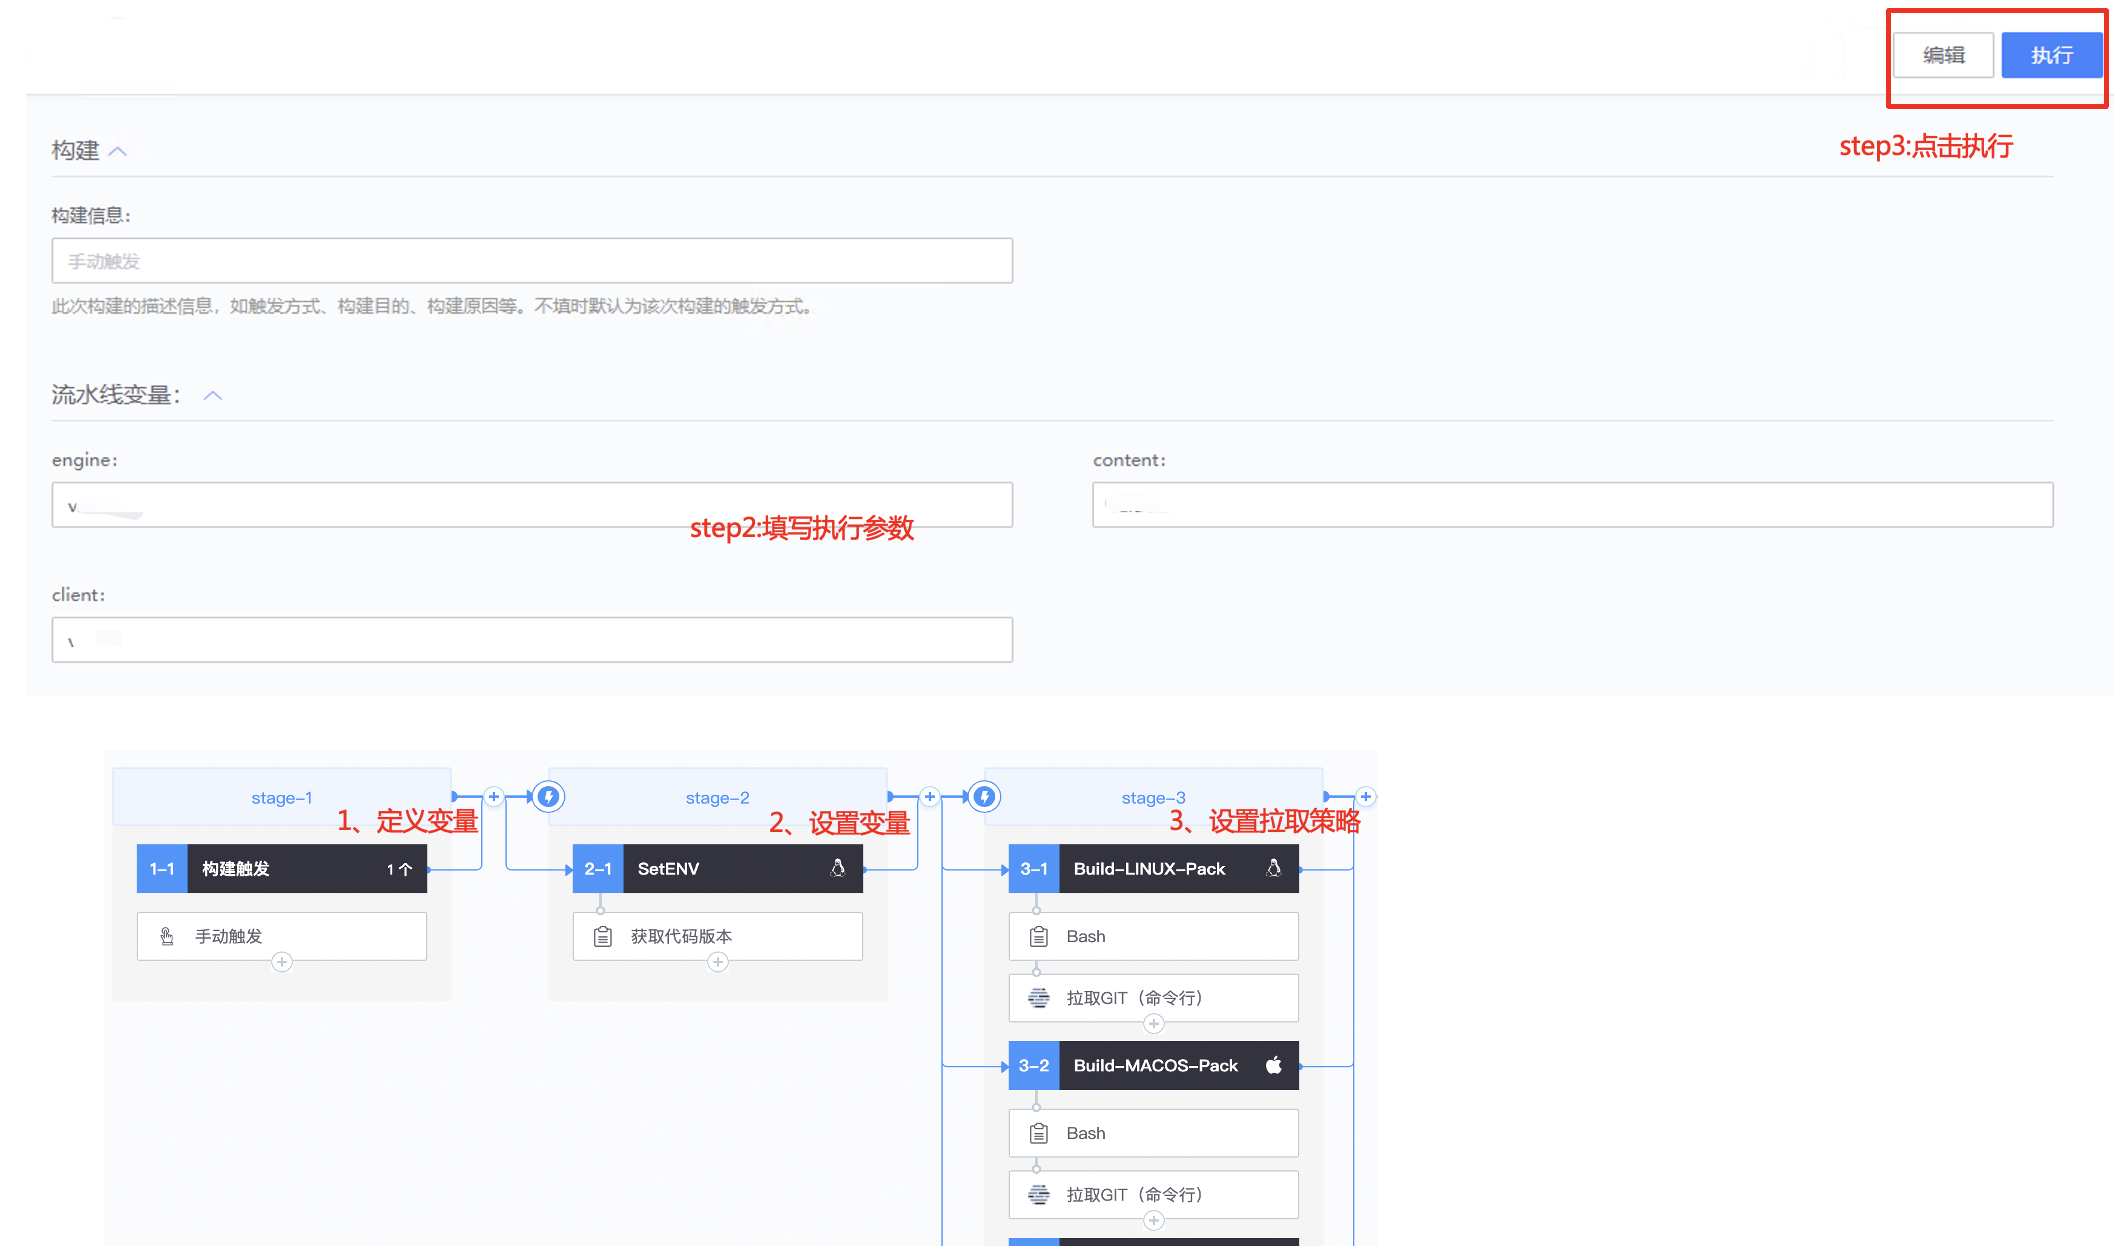 编辑
执行
step3:点击执行
构建
构建信息：
手动触发
此次构建的描述信息，如触发方式、构建目的、构建原因等。不填时默认为该次构建的触发方式。
流水线变量：
engine:
content:
v
step2:填写执行参数
client:
stage-1
stage-2
stage-3
1、定义变量
2、设置变量
3、设置拉取策略
1-1
构建触发
1 个
2-1
SetENV
3-1
Build-LINUX-Pack
手动触发
获取代码版本
Bash
拉取GIT（命令行）
3-2
Build-MACOS-Pack
Bash
拉取GIT（命令行）